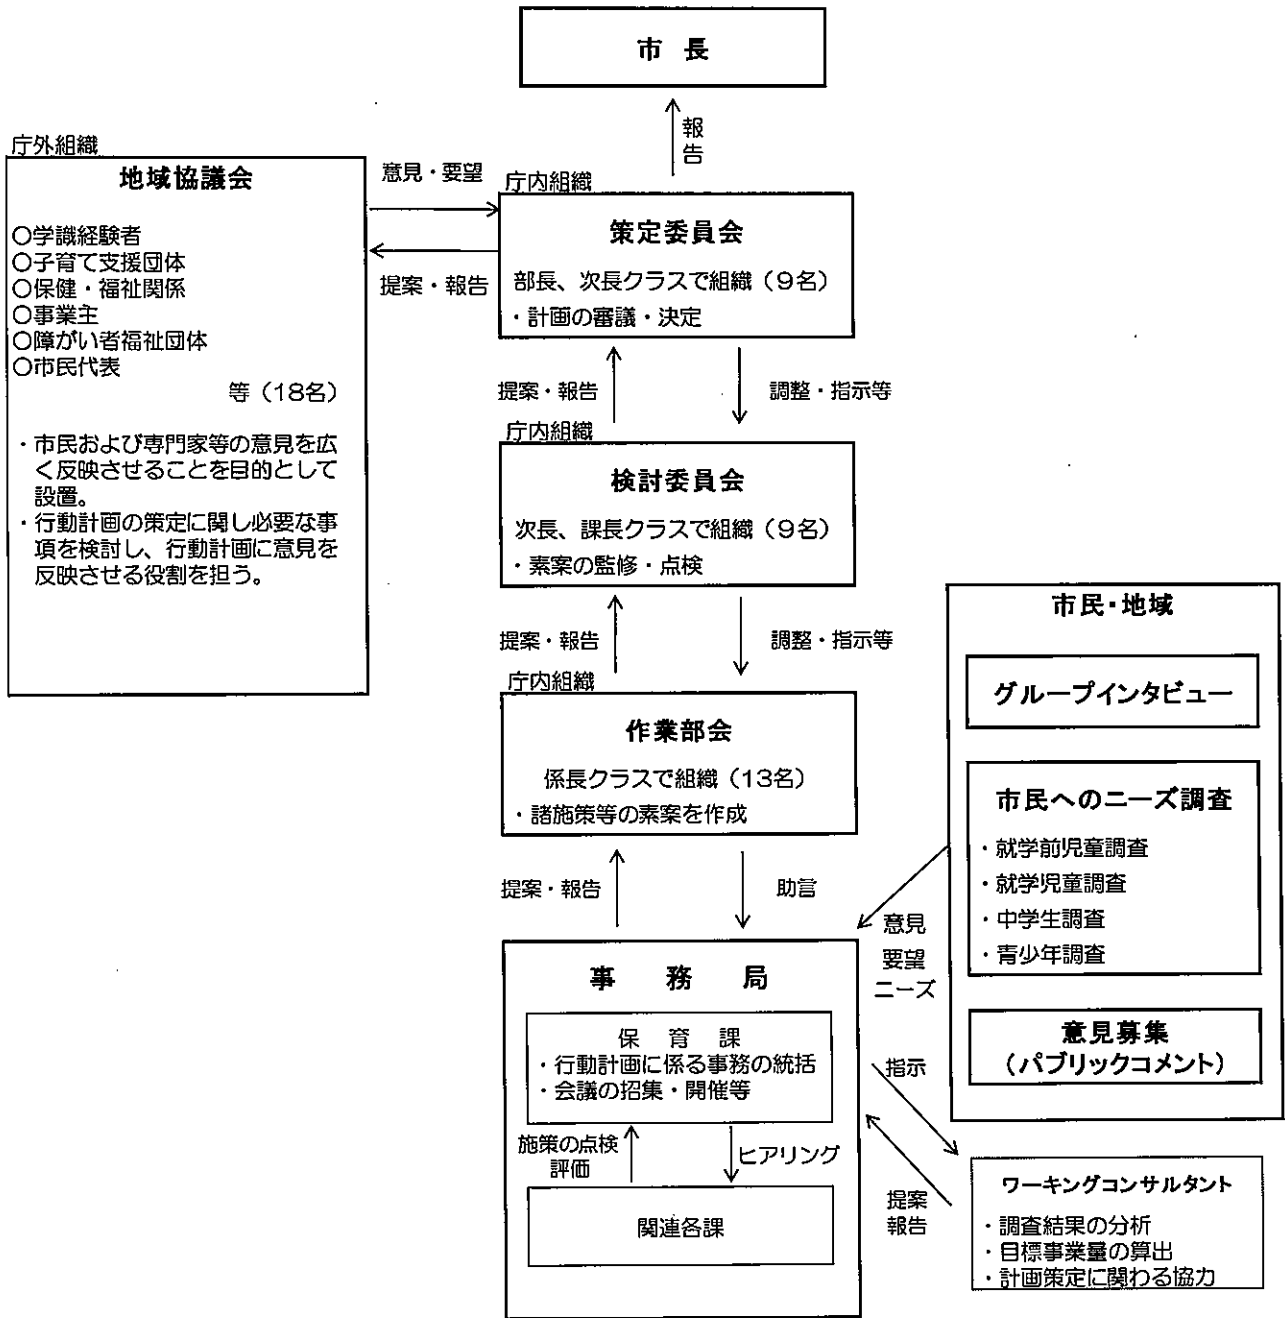 市 長
報
告
庁外組織
地域協議会
○学識経験者
○子育て支援団体
○保健・福祉関係
○事業主
○障がい者福祉団体
○市民代表
等（18名）
・市民および専門家等の意見を広
く反映させることを目的として
設置。
・行動計画の策定に関し必要な事
項を検討し、行動計画に意見を
反映させる役割を担う。
意見・要望
提案・報告
庁内組織
策定委員会
部長、次長クラスで組織（9名）
・計画の審議・決定
提案・報告
調整・指示等
庁内組織
検討委員会
次長、課長クラスで組織（9名）
・素案の監修・点検
提案・報告
調整・指示等
庁内組織
作業部会
係長クラスで組織（13名）
・諸施策等の素案を作成
提案・報告
助言
事 務 局
保 育 課
・行動計画に係る事務の統括
・会議の招集・開催等
施策の点検
評価
ヒアリング
関連各課
市民・地域
グループインタビュー
市民へのニーズ調査
・就学前児童調査
・就学児童調査
・中学生調査
・青少年調査
意見募集
（パブリックコメント）
意見
要望
ニーズ
指示
提案
報告
ワーキングコンサルタント
・調査結果の分析
・目標事業量の算出
・計画策定に関わる協力